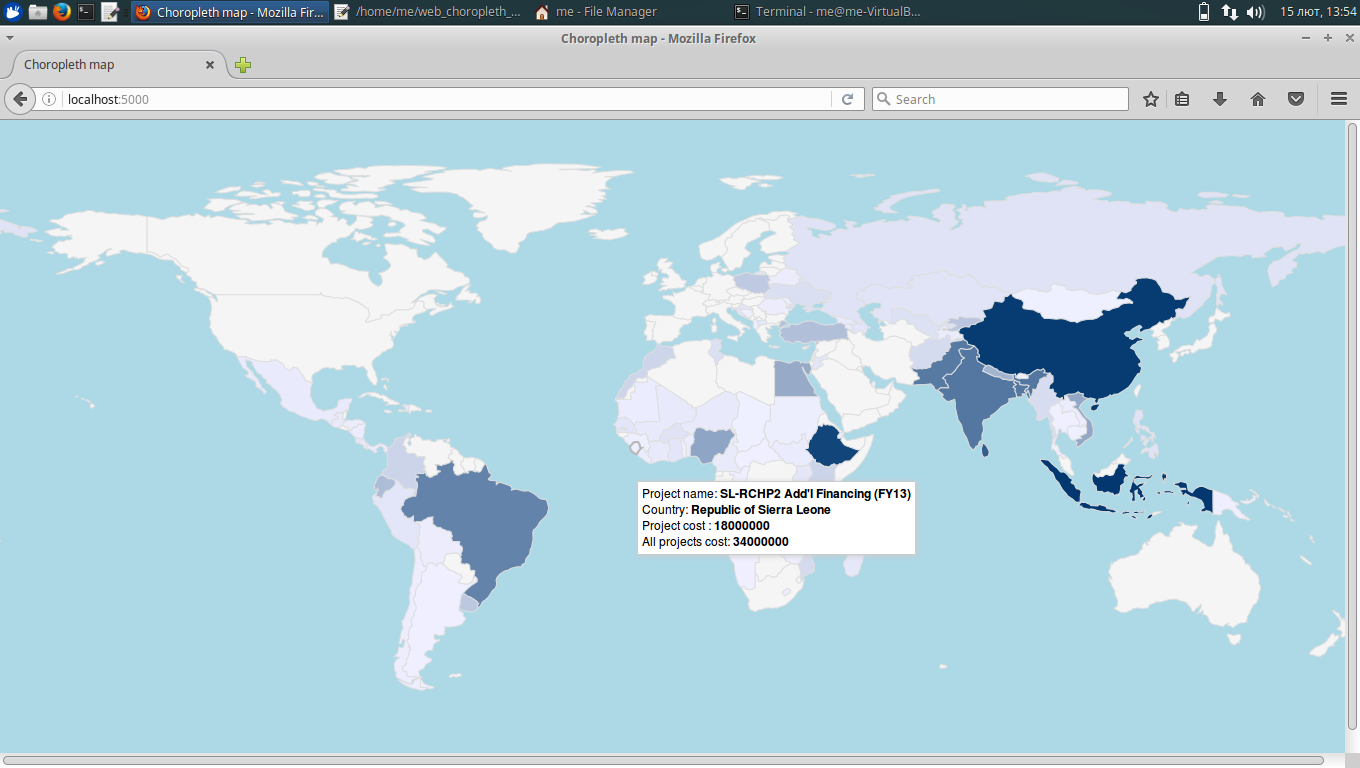 Choropleth map - Mozilla Fir...
/home/me/web_choropleth_...
me - File Manager
Terminal - me@me-VirtualB...
15 лют, 13:54
Choropleth map - Mozilla Firefox
Choropleth map
localhost:5000
Search
Project name: SL-RCHP2 Add'l Financing (FY13)
Country: Republic of Sierra Leone
Project cost : 18000000
All projects cost: 34000000